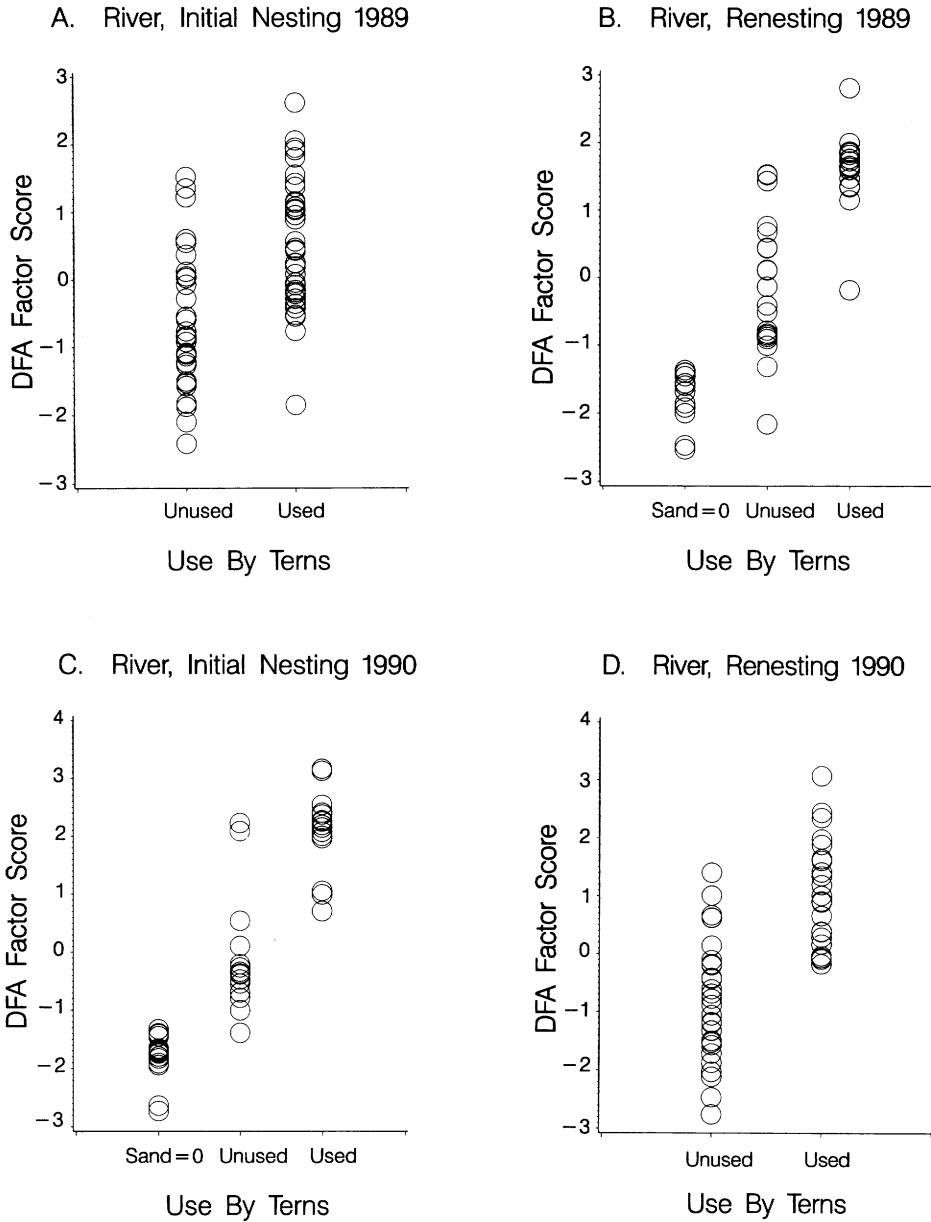 A. River, Initial Nesting 1989
3
2
1
0
−1
−2
−3
DFA Factor Score
Unused Used
Use By Terns
B. River, Renesting 1989
3
2
1
0
−1
−2
−3
DFA Factor Score
Sand=0 Unused Used
Use By Terns
C. River, Initial Nesting 1990
4
3
2
1
0
−1
−2
−3
DFA Factor Score
Sand=0 Unused Used
Use By Terns
D. River, Renesting 1990
4
3
2
1
0
−1
−2
−3
DFA Factor Score
Unused Used
Use By Terns